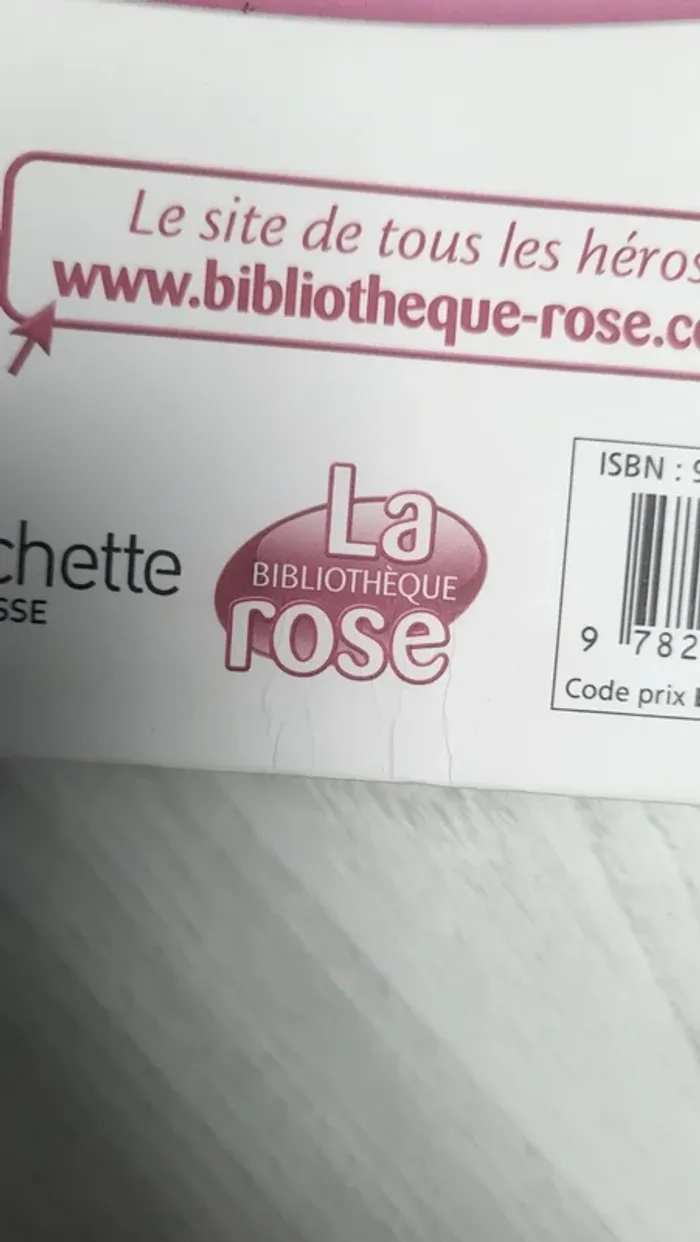 Le site de tous les héros
www.bibliotheque-rose.c
ISBN : 9
chette
SSE
La
BIBLIOTHÈQUE
rose
9 782
Code prix